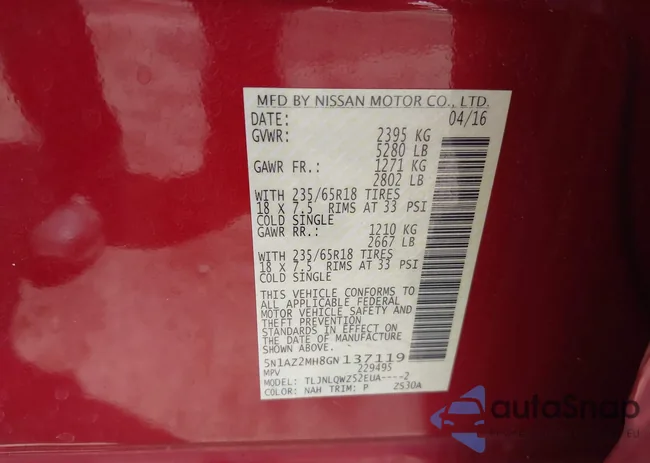 MFD BY NISSAN MOTOR CO., LTD.
DATE: 04/16
GVWR: 2395 KG
5280 LB
GAWR FR.: 1271 KG
2802 LB
WITH 235/65R18 TIRES
18 X 7.5 RIMS AT 33 PSI
COLD SINGLE
GAWR RR.: 1210 KG
2667 LB
WITH 235/65R18 TIRES
18 X 7.5 RIMS AT 33 PSI
COLD SINGLE
THIS VEHICLE CONFORMS TO
ALL APPLICABLE FEDERAL
MOTOR VEHICLE SAFETY AND
THEFT PREVENTION
STANDARDS IN EFFECT ON
THE DATE OF MANUFACTURE
SHOWN ABOVE.
5N1AZ2MH8GN137119
MPV 229495
MODEL: TLJNLQWZ52EUA----2
COLOR: NAH TRIM: P 2530A
autoSnap